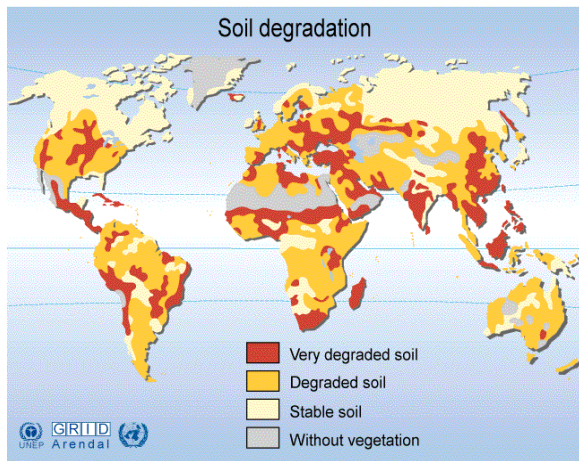 Soil degradation
Very degraded soil
Degraded soil
Stable soil
Without vegetation
UNEP
GRID
Arendal